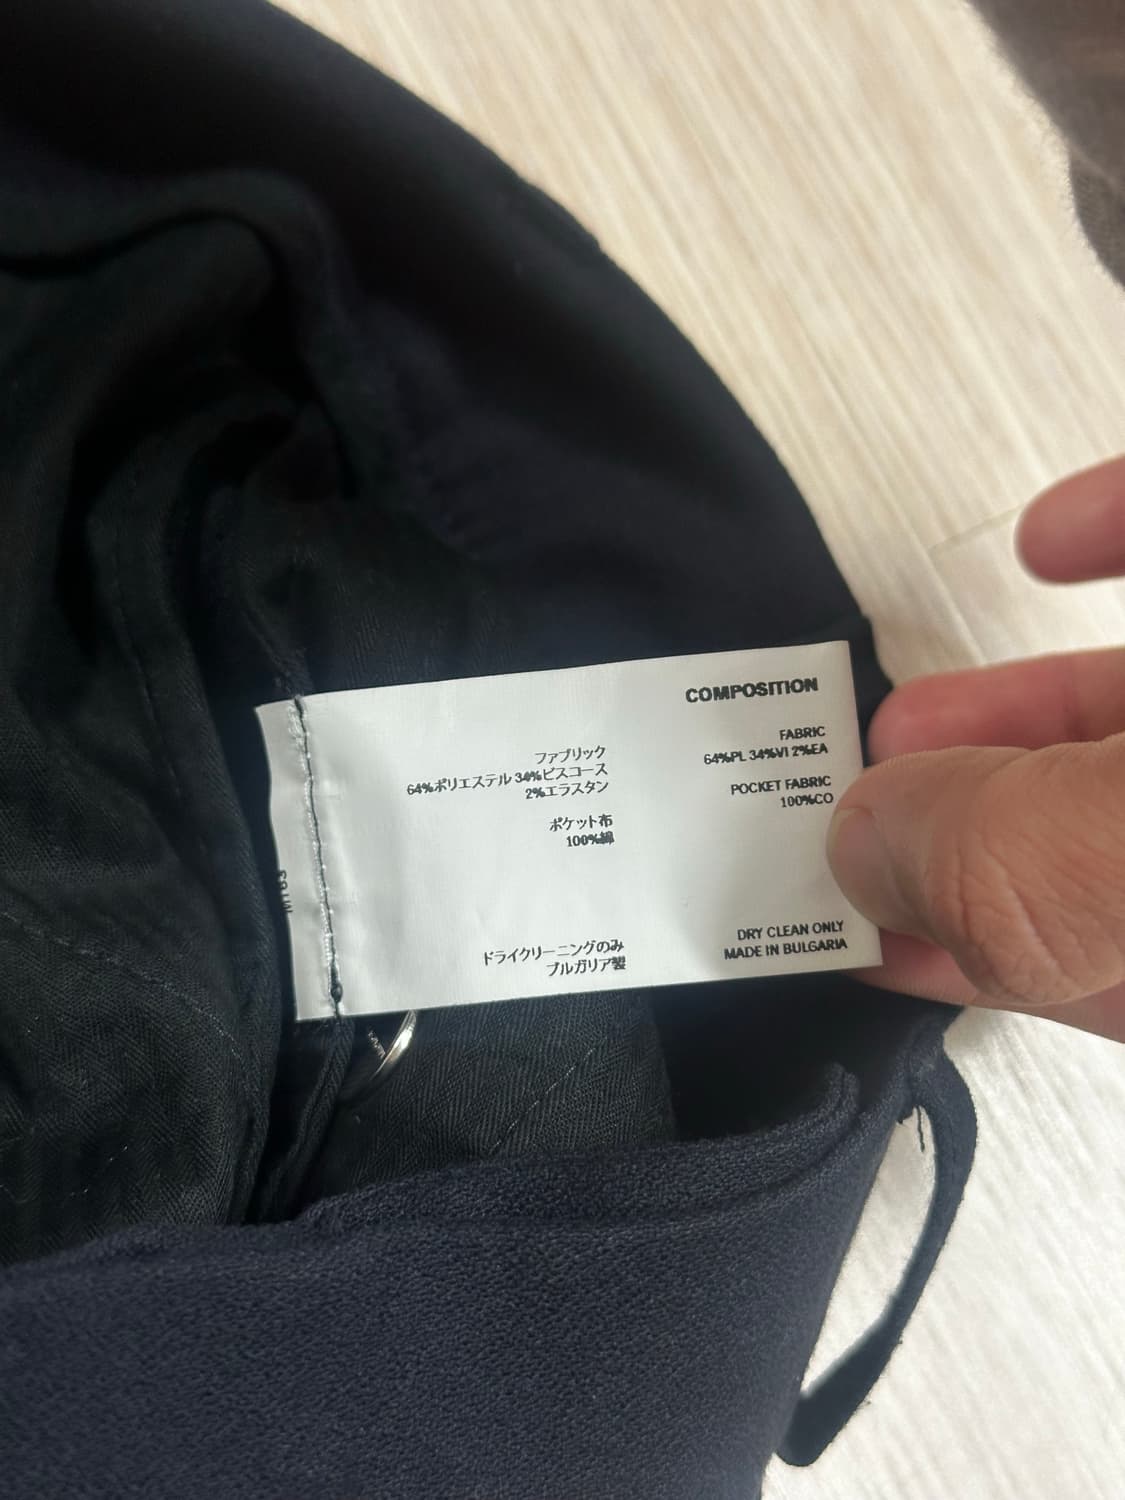 COMPOSITION
FABRIC
64%PL 34%VI 2%EA
POCKET FABRIC
100%CO
DRY CLEAN ONLY
MADE IN BULGARIA
ファブリック
64%ポリエステル 34%ビスコース
2%エラスタン
ポケット布
100%綿
ドライクリーニングのみ
ブルガリア製